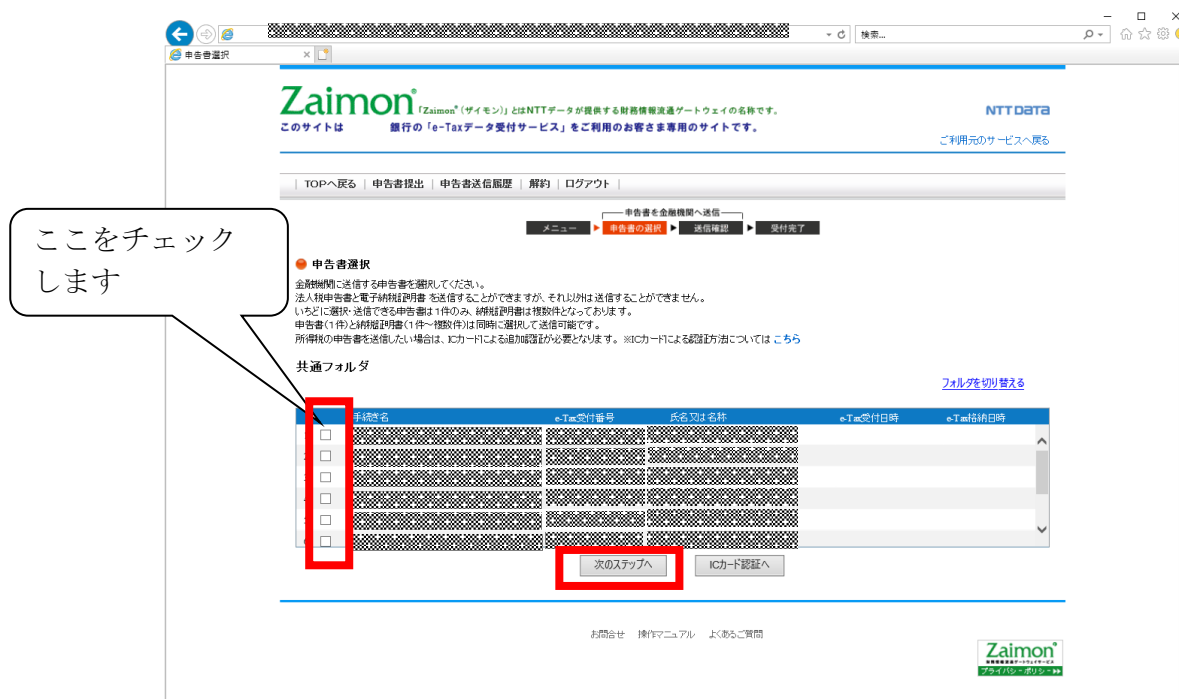 検索...
申告書選択
Zaimon®
「Zaimon®（ザイモン）」とはNTTデータが提供する財務情報流通ゲートウェイの名称です。
NTT DATA
このサイトは 銀行の「e-Taxデータ受付サービス」をご利用のお客さま専用のサイトです。
ご利用元のサービスへ戻る
TOPへ戻る | 申告書提出 | 申告書送信履歴 | 解約 | ログアウト |
申告書を金融機関へ送信
メニュー ▶ 申告書の選択 ▶ 送信確認 ▶ 受付完了
ここをチェック
します
申告書選択
金融機関に送信する申告書を選択してください。
法人税申告書と電子納税証明書 を送信することができますが、それ以外は送信することができません。
いちどに選択・送信できる申告書は1件のみ、納税証明書は複数件となっております。
申告書(1件)と納税証明書(1件～複数件)は同時に選択して送信可能です。
所得税の申告書を送信したい場合は、ICカードによる追加認証が必要となります。 ※ICカードによる認証方法については こちら
共通フォルダ
フォルダを切り替える
手続き名 e-Tax受付番号 氏名又は名称 e-Tax受付日時 e-Tax格納日時
次のステップへ ICカード認証へ
お問合せ 操作マニュアル よくあるご質問
Zaimon®
プライバシーポリシー